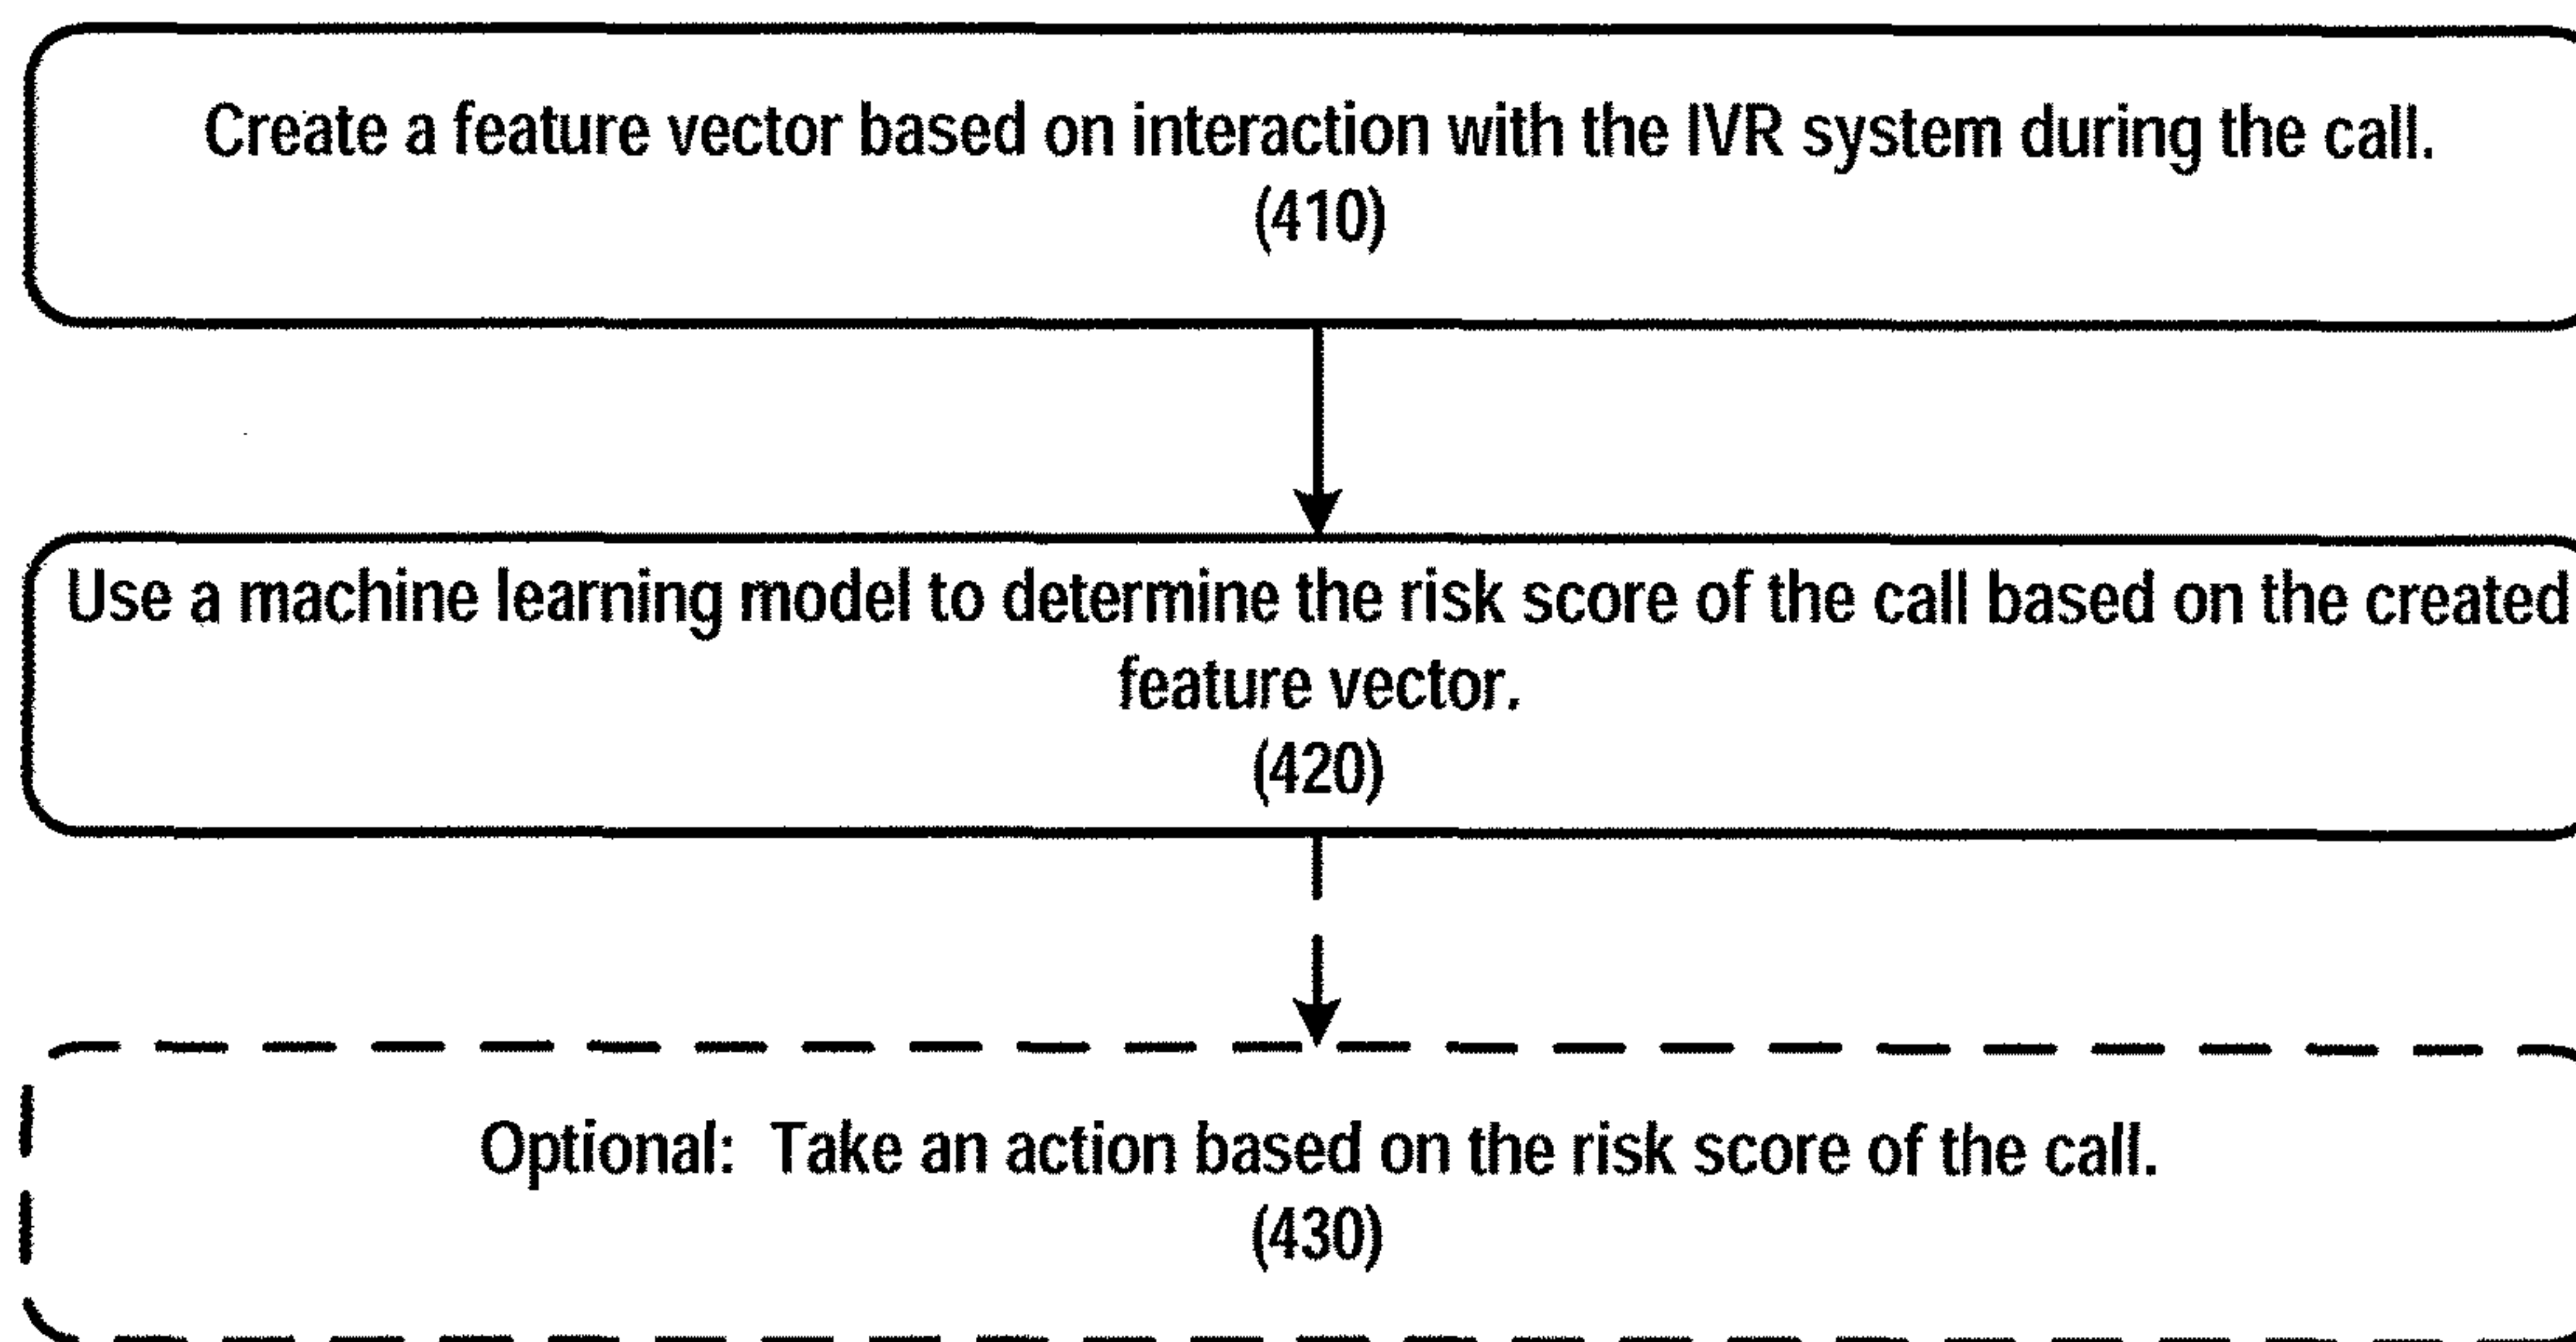 Create a feature vector based on interaction with the IVR system during the call.
(410)
Use a machine learning model to determine the risk score of the call based on the created
feature vector.
(420)
Optional: Take an action based on the risk score of the call.
(430)